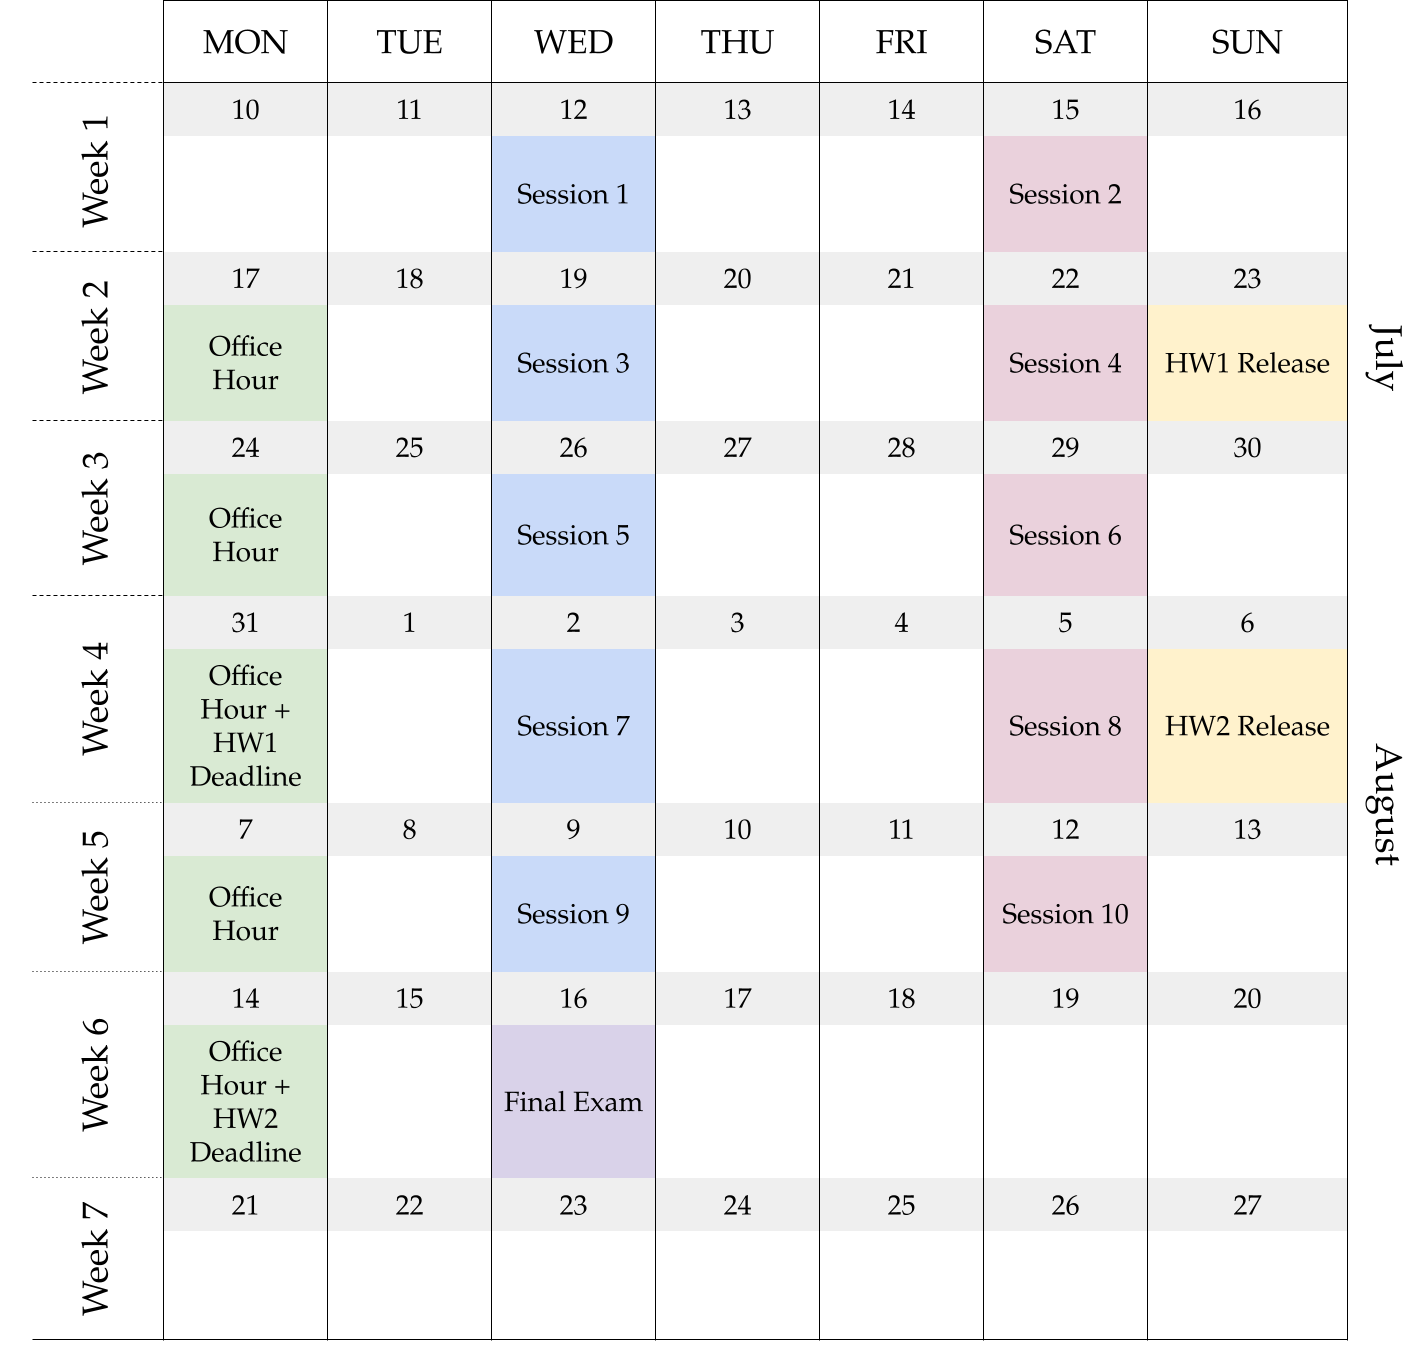 MON TUE WED THU FRI SAT SUN
Week 1
10 11 12 13 14 15 16
Session 1 Session 2
Week 2
17 18 19 20 21 22 23
Office
Hour
Session 3 Session 4 HW1 Release
July
Week 3
24 25 26 27 28 29 30
Office
Hour
Session 5 Session 6
Week 4
31 1 2 3 4 5 6
Office
Hour +
HW1
Deadline
Session 7 Session 8 HW2 Release
August
Week 5
7 8 9 10 11 12 13
Office
Hour
Session 9 Session 10
Week 6
14 15 16 17 18 19 20
Office
Hour +
HW2
Deadline
Final Exam
Week 7
21 22 23 24 25 26 27